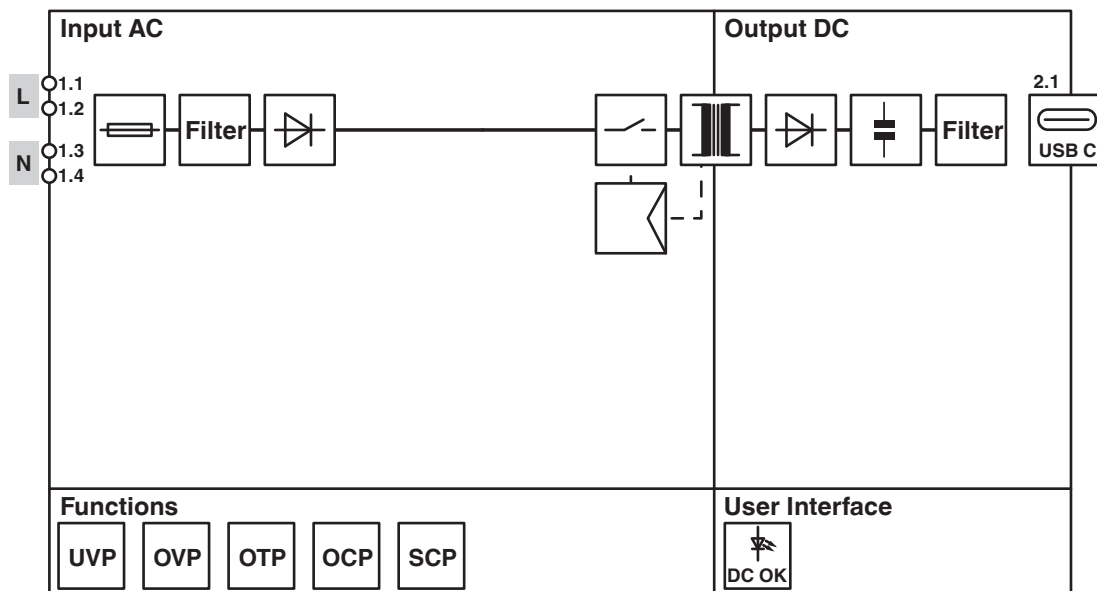 Input AC
Output DC
L
1.1
1.2
N
1.3
1.4
Filter
Filter
2.1
USB C
Functions
UVP
OVP
OTP
OCP
SCP
User Interface
DC OK